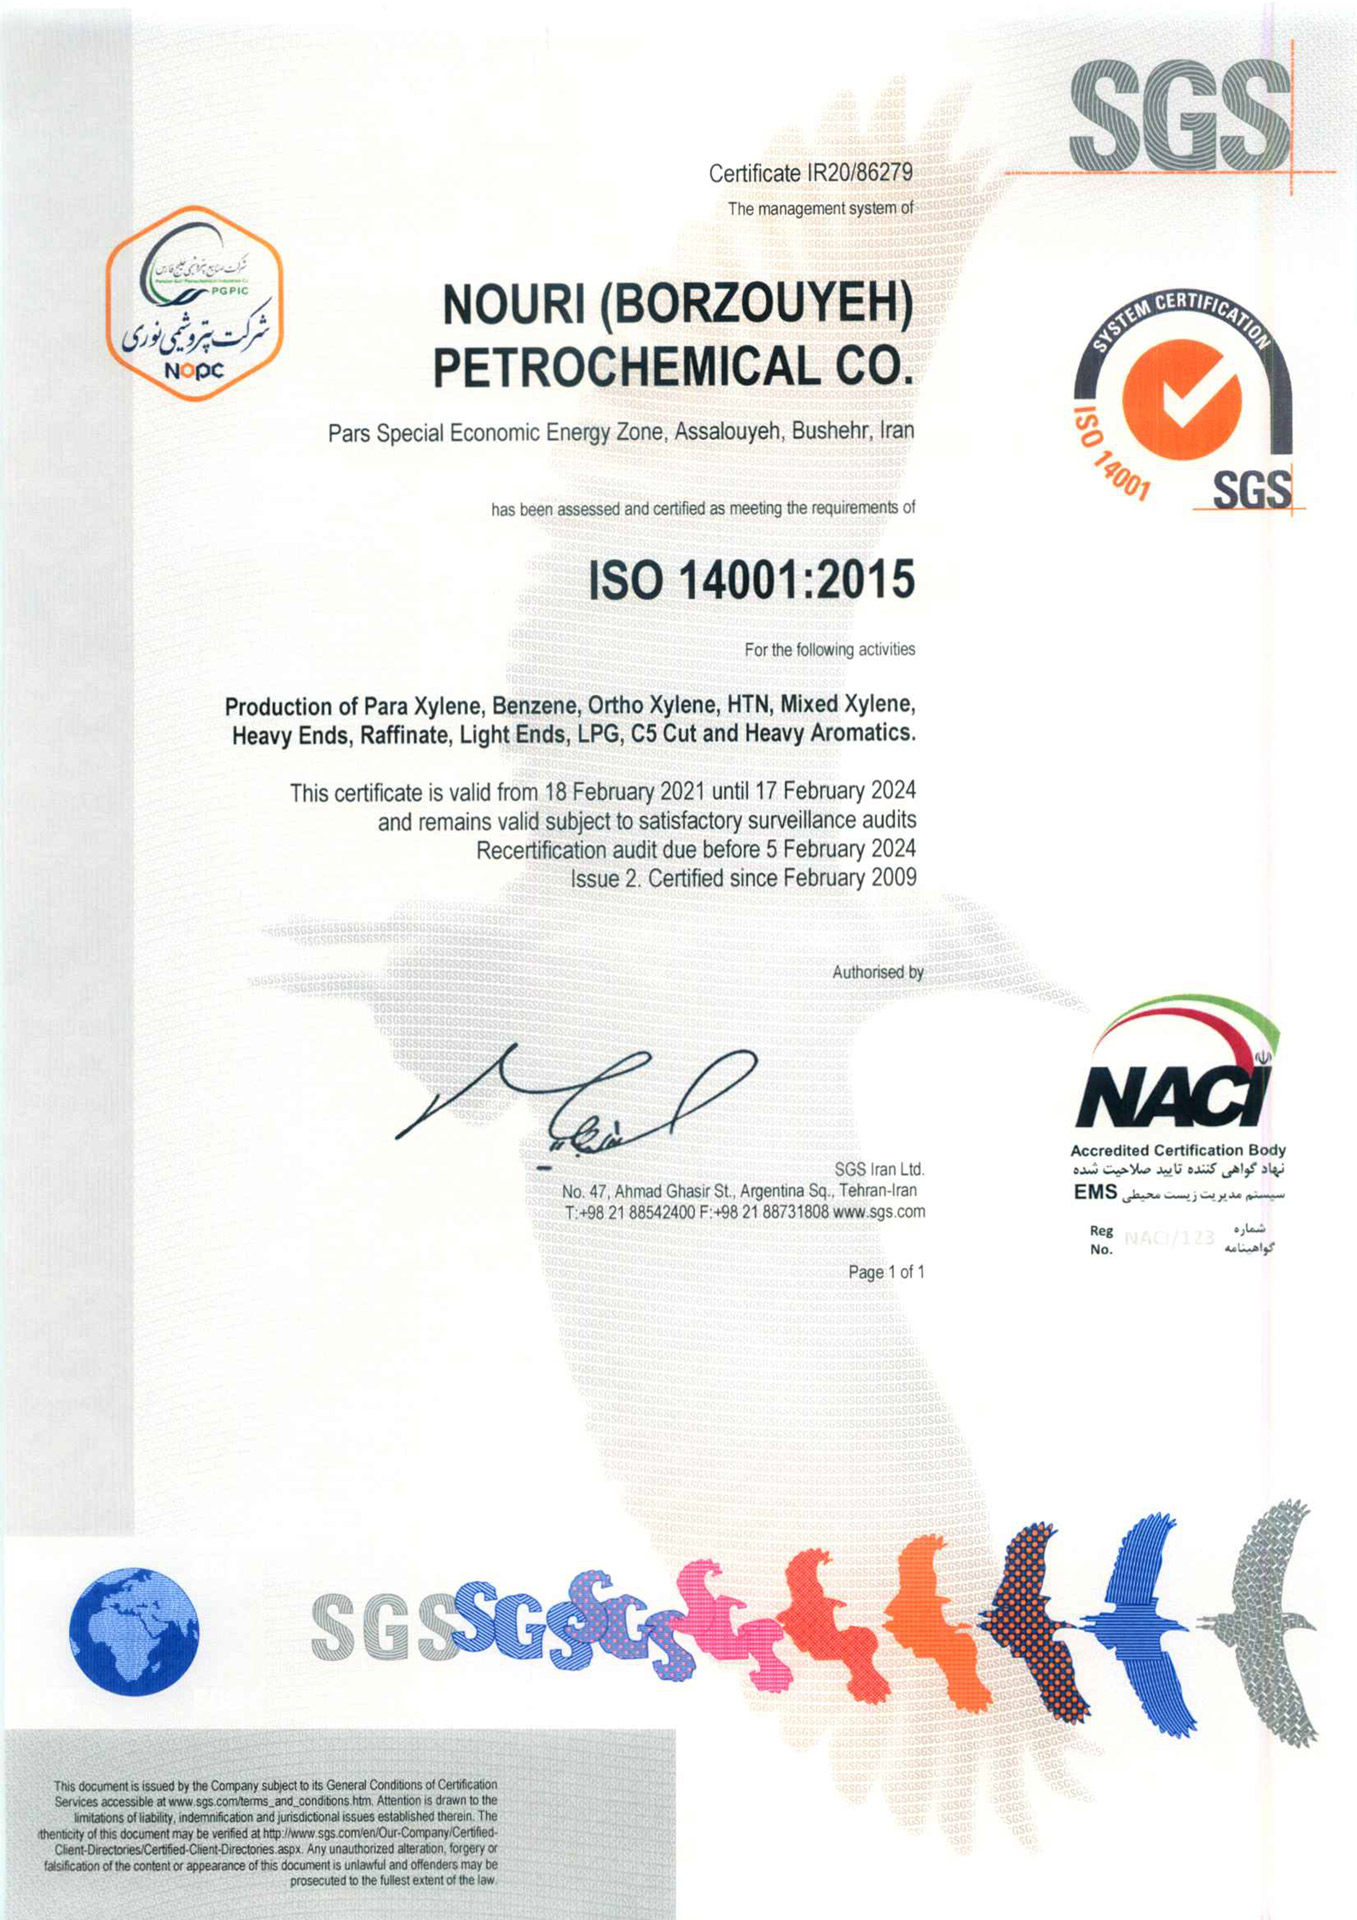 SGS
Certificate IR20/86279
The management system of
شرکت صنایع پتروشیمی خلیج فارس
PGPIC
شرکت پتروشیمی نوری
NOPC
NOURI (BORZOUYEH)
PETROCHEMICAL CO.
Pars Special Economic Energy Zone, Assalouyeh, Bushehr, Iran
SYSTEM CERTIFICATION
ISO 14001
SGS
has been assessed and certified as meeting the requirements of
ISO 14001:2015
For the following activities
Production of Para Xylene, Benzene, Ortho Xylene, HTN, Mixed Xylene,
Heavy Ends, Raffinate, Light Ends, LPG, C5 Cut and Heavy Aromatics.
This certificate is valid from 18 February 2021 until 17 February 2024
and remains valid subject to satisfactory surveillance audits
Recertification audit due before 5 February 2024
Issue 2. Certified since February 2009
Authorised by
SGS Iran Ltd.
No. 47, Ahmad Ghasir St., Argentina Sq., Tehran-Iran
T:+98 21 88542400 F:+98 21 88731808 www.sgs.com
Page 1 of 1
NACI
Accredited Certification Body
نهاد گواهی کننده تایید صلاحیت شده
سیستم مدیریت زیست محیطی EMS
Reg No. NACI/123 شماره گواهینامه
SGS SGS SGS
This document is issued by the Company subject to its General Conditions of Certification
Services accessible at www.sgs.com/terms_and_conditions.htm. Attention is drawn to the
limitations of liability, indemnification and jurisdictional issues established therein. The
thenticity of this document may be verified at http://www.sgs.com/en/Our-Company/Certified-
Client-Directories/Certified-Client-Directories.aspx. Any unauthorized alteration, forgery or
falsification of the content or appearance of this document is unlawful and offenders may be
prosecuted to the fullest extent of the law.